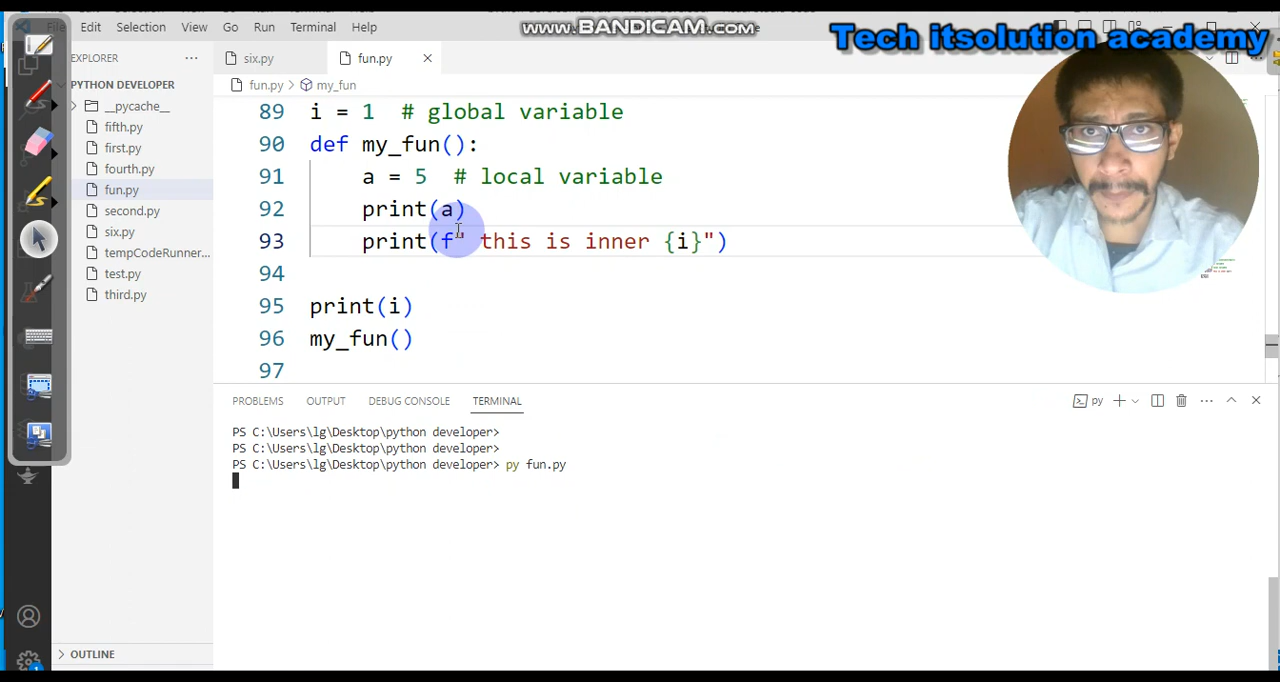 WWW.BANDICAM.COM
Tech itsolution academy
File Edit Selection View Go Run Terminal Help
EXPLORER
six.py
fun.py
PYTHON DEVELOPER
fun.py > my_fun
__pycache__
fifth.py
first.py
fourth.py
fun.py
second.py
six.py
tempCodeRunner...
test.py
third.py
89 i = 1 # global variable
90 def my_fun():
91 a = 5 # local variable
92 print(a)
93 print(f" this is inner {i}")
94
95 print(i)
96 my_fun()
97
PROBLEMS OUTPUT DEBUG CONSOLE TERMINAL
py
PS C:\Users\lg\Desktop\python developer>
PS C:\Users\lg\Desktop\python developer>
PS C:\Users\lg\Desktop\python developer> py fun.py
OUTLINE